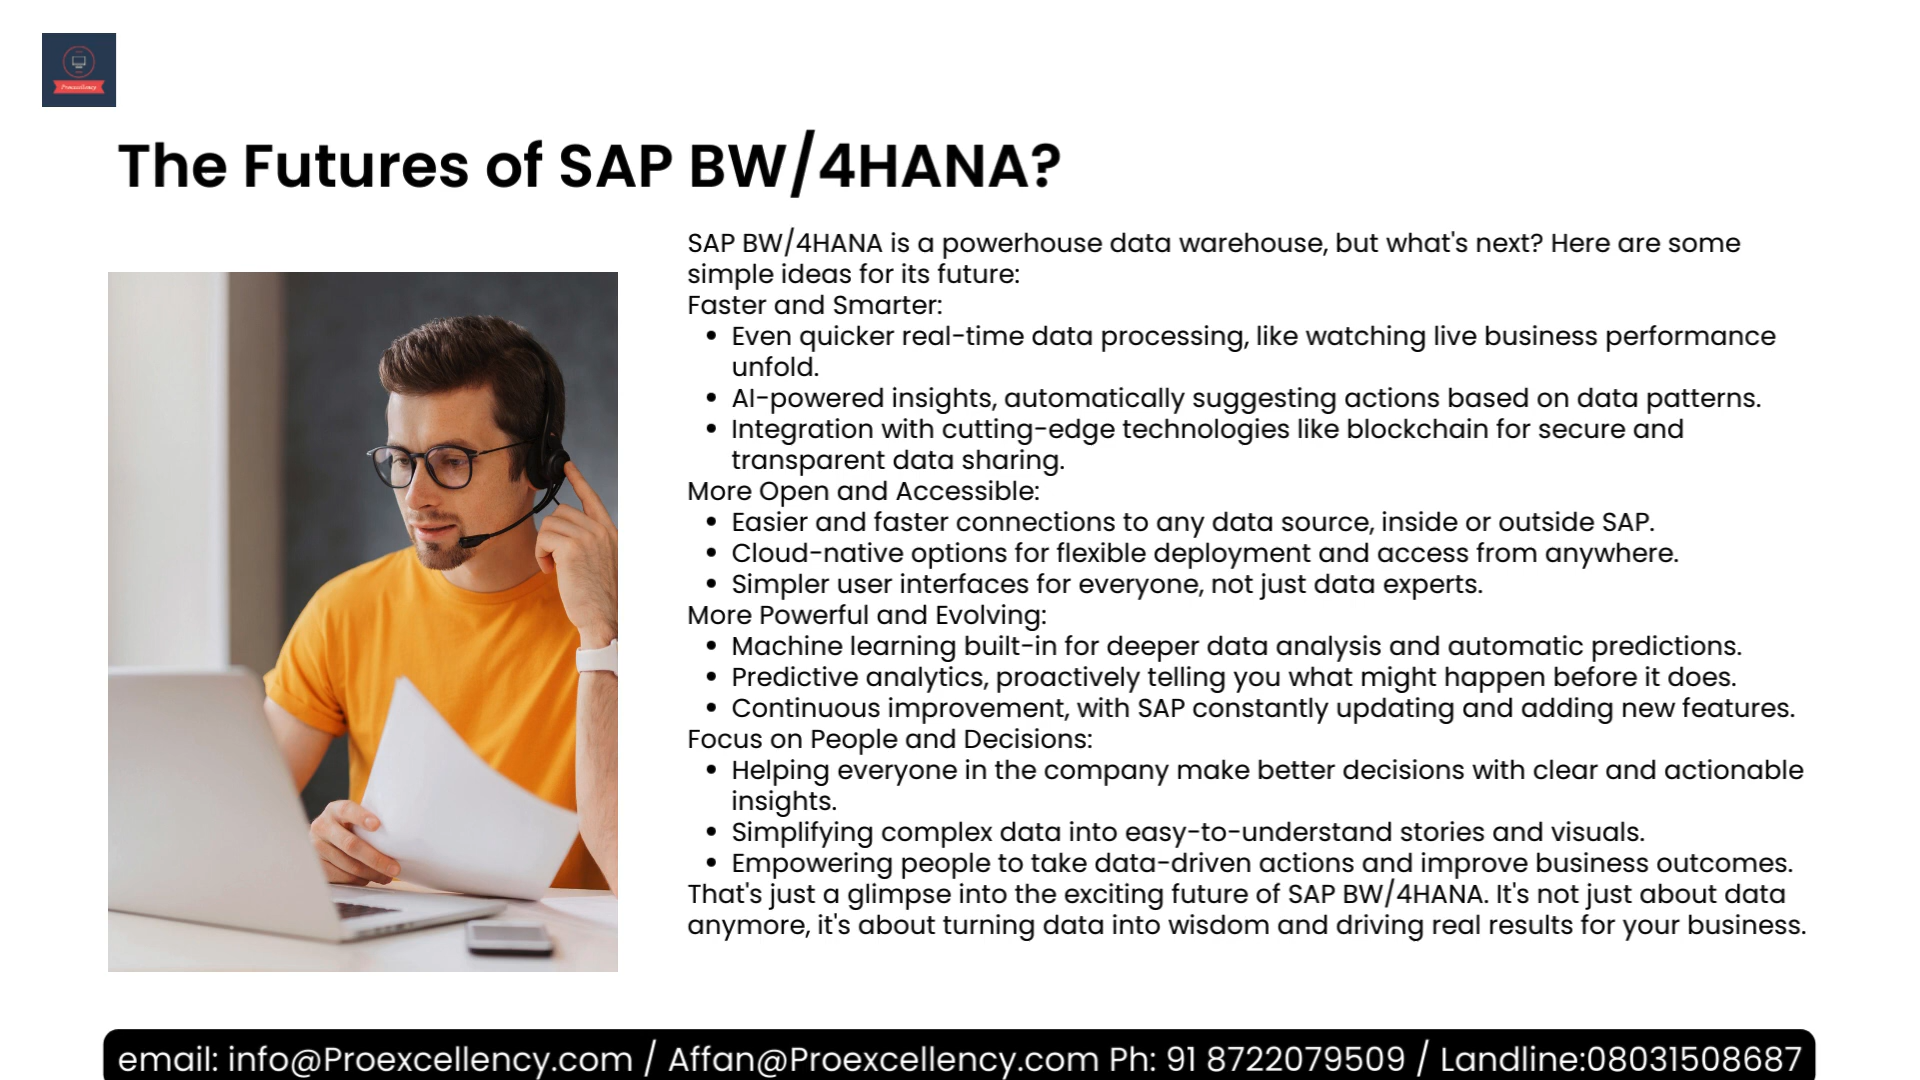 Proexcellency
The Futures of SAP BW/4HANA?
SAP BW/4HANA is a powerhouse data warehouse, but what's next? Here are some
simple ideas for its future:
Faster and Smarter:
• Even quicker real-time data processing, like watching live business performance
unfold.
• AI-powered insights, automatically suggesting actions based on data patterns.
• Integration with cutting-edge technologies like blockchain for secure and
transparent data sharing.
More Open and Accessible:
• Easier and faster connections to any data source, inside or outside SAP.
• Cloud-native options for flexible deployment and access from anywhere.
• Simpler user interfaces for everyone, not just data experts.
More Powerful and Evolving:
• Machine learning built-in for deeper data analysis and automatic predictions.
• Predictive analytics, proactively telling you what might happen before it does.
• Continuous improvement, with SAP constantly updating and adding new features.
Focus on People and Decisions:
• Helping everyone in the company make better decisions with clear and actionable
insights.
• Simplifying complex data into easy-to-understand stories and visuals.
• Empowering people to take data-driven actions and improve business outcomes.
That's just a glimpse into the exciting future of SAP BW/4HANA. It's not just about data
anymore, it's about turning data into wisdom and driving real results for your business.
email: info@Proexcellency.com / Affan@Proexcellency.com Ph: 91 8722079509 / Landline:08031508687